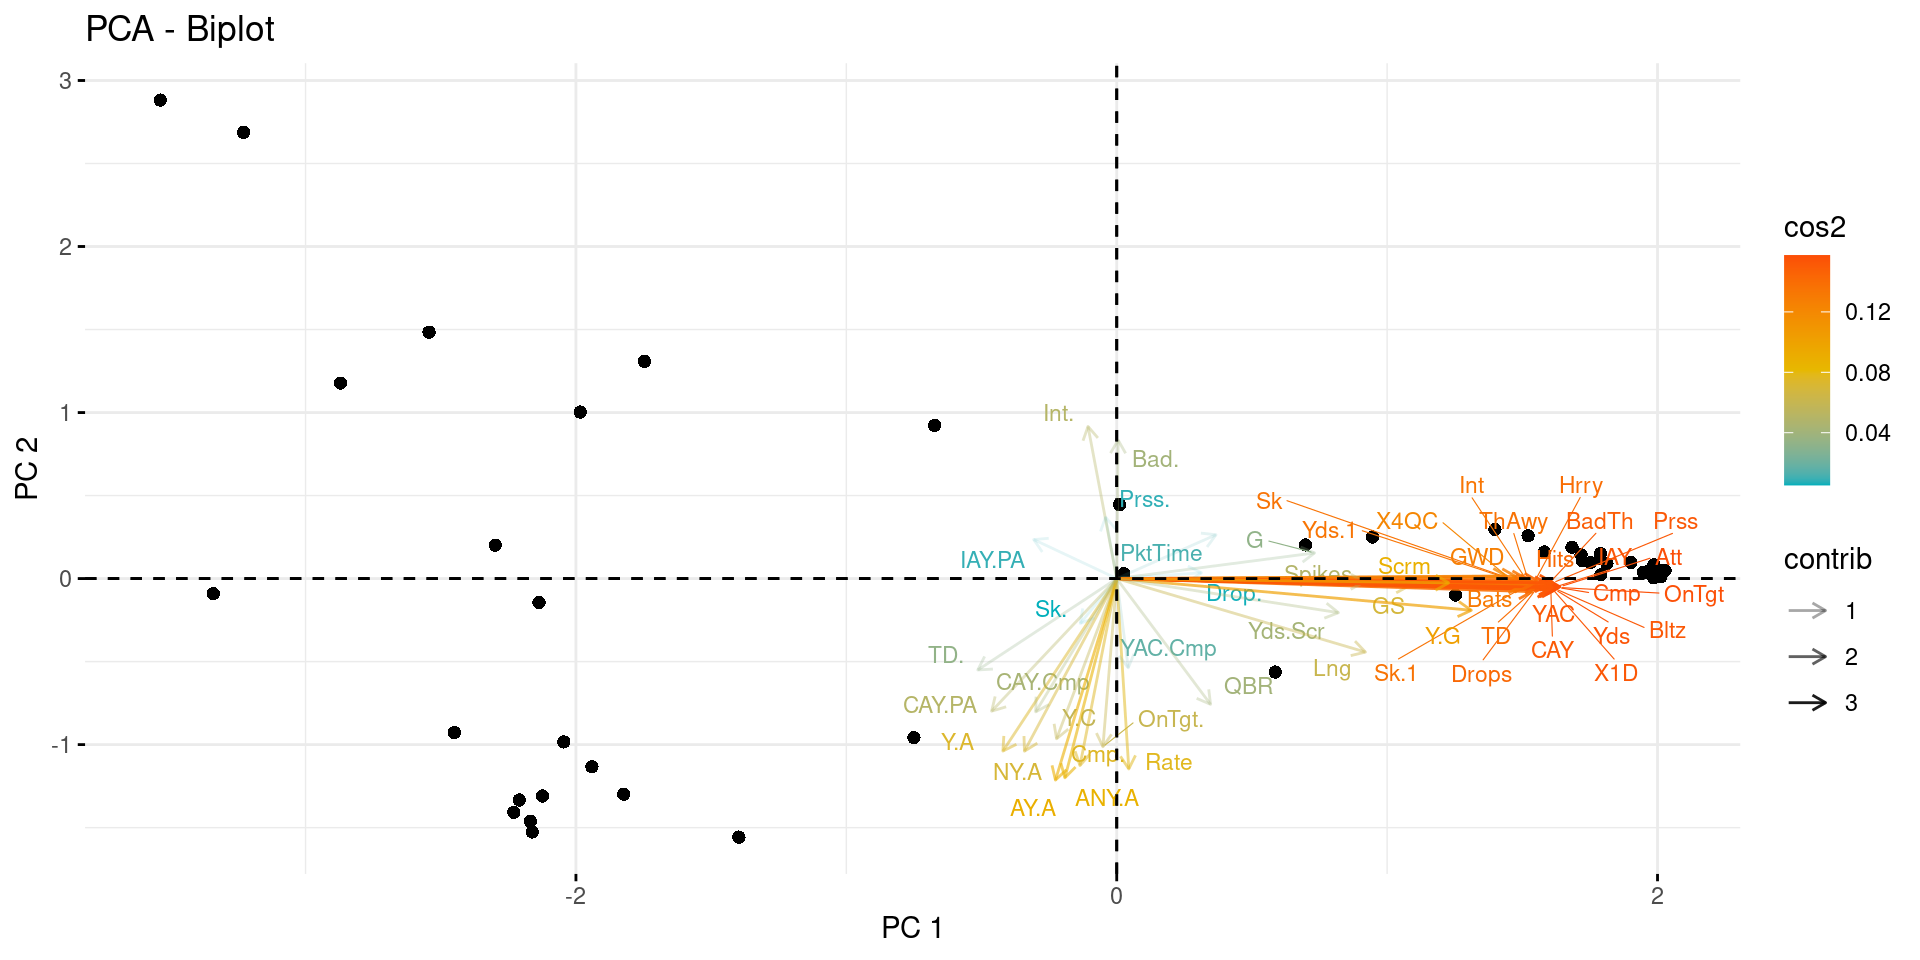 PCA - Biplot
3
2
1
0
-1
PC 2
-2
0
2
PC 1
Int.
Bad.
Prss.
IAY.PA
PktTime
G
Spikes
Drop.
Sk.
YAC.Cmp
Yds.Scr
Lng
QBR
TD.
CAY.Cmp
CAY.PA
Y.C
OnTgt.
Y.A
Cmp.
Rate
NY.A
AY.A
ANY.A
Int
Hrry
Sk
Yds.1
X4QC
ThAwy
BadTh
Prss
GWD
Hits
IAY
Att
Scrm
GS
Bats
YAC
Cmp
OnTgt
Y.G
TD
CAY
Yds
Bltz
Sk.1
Drops
X1D
cos2
0.12
0.08
0.04
contrib
1
2
3